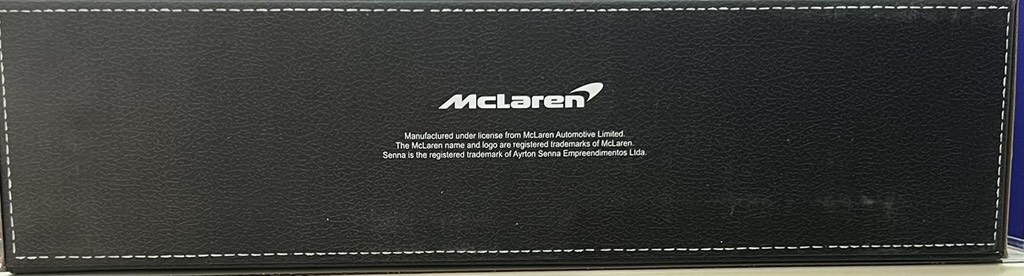 McLaren
Manufactured under license from McLaren Automotive Limited.
The McLaren name and logo are registered trademarks of McLaren.
Senna is the registered trademark of Ayrton Senna Empreendimentos Ltda.